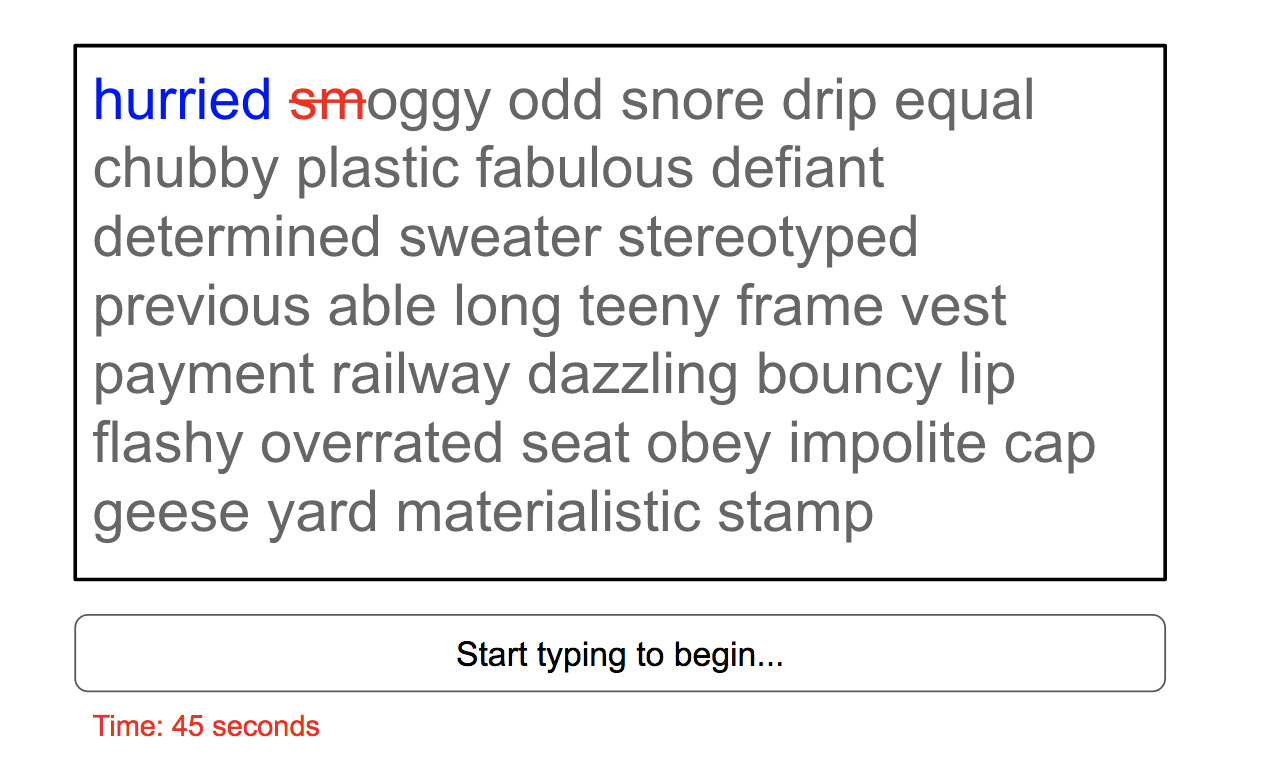 hurried smoggy odd snore drip equal
chubby plastic fabulous defiant
determined sweater stereotyped
previous able long teeny frame vest
payment railway dazzling bouncy lip
flashy overrated seat obey impolite cap
geese yard materialistic stamp
Start typing to begin...
Time: 45 seconds